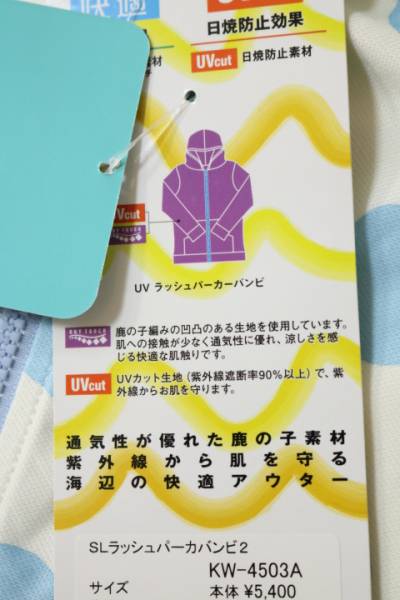 快適
日焼防止効果
素材
UVcut 日焼防止素材
UVcut
UV ラッシュパーカーバンビ
DRY TOUCH
鹿の子編みの凹凸のある生地を使用しています。
肌への接触が少なく通気性に優れ、涼しさを感
じる快適な肌触りです。
UVcut
UVカット生地(紫外線遮断率90%以上)で、紫
外線からお肌を守ります。
通気性が優れた鹿の子素材
紫外線から肌を守る
海辺の快適アウター
SLラッシュパーカバンビ2
KW-4503A
サイズ 本体 ¥5,400